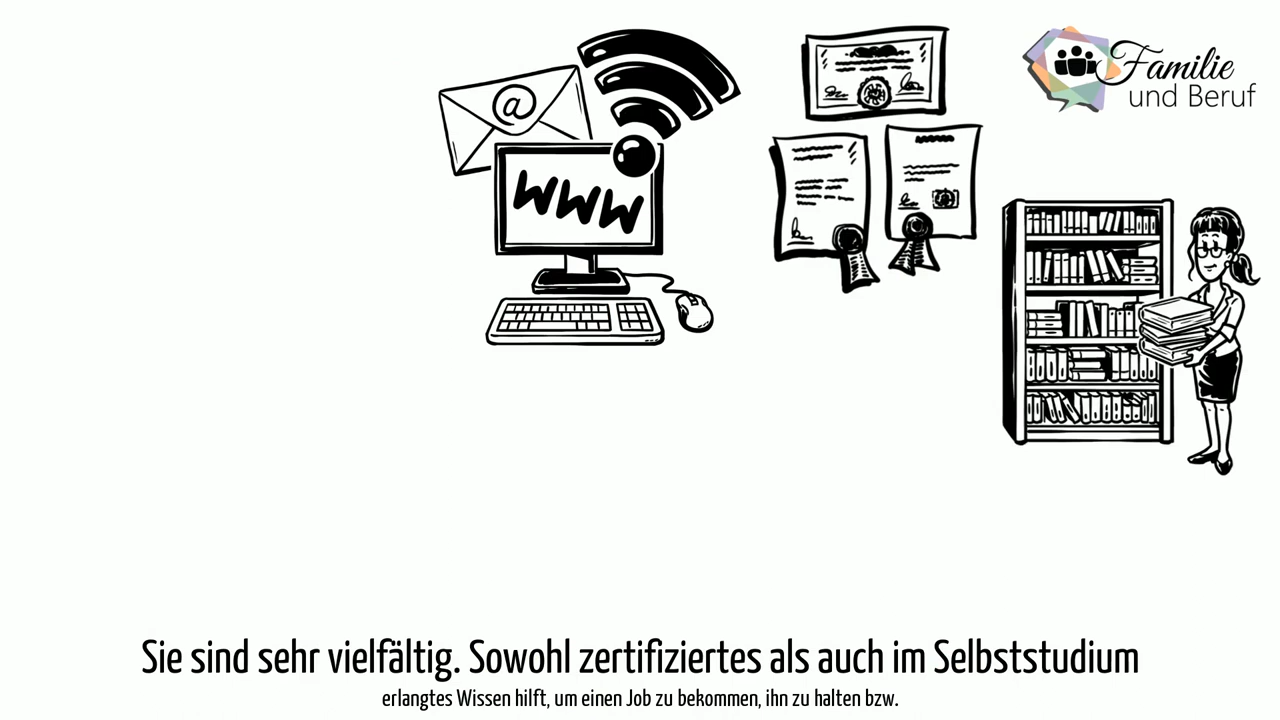 Familie
und Beruf
@
www
Sie sind sehr vielfältig. Sowohl zertifiziertes als auch im Selbststudium
erlangtes Wissen hilft, um einen Job zu bekommen, ihn zu halten bzw.